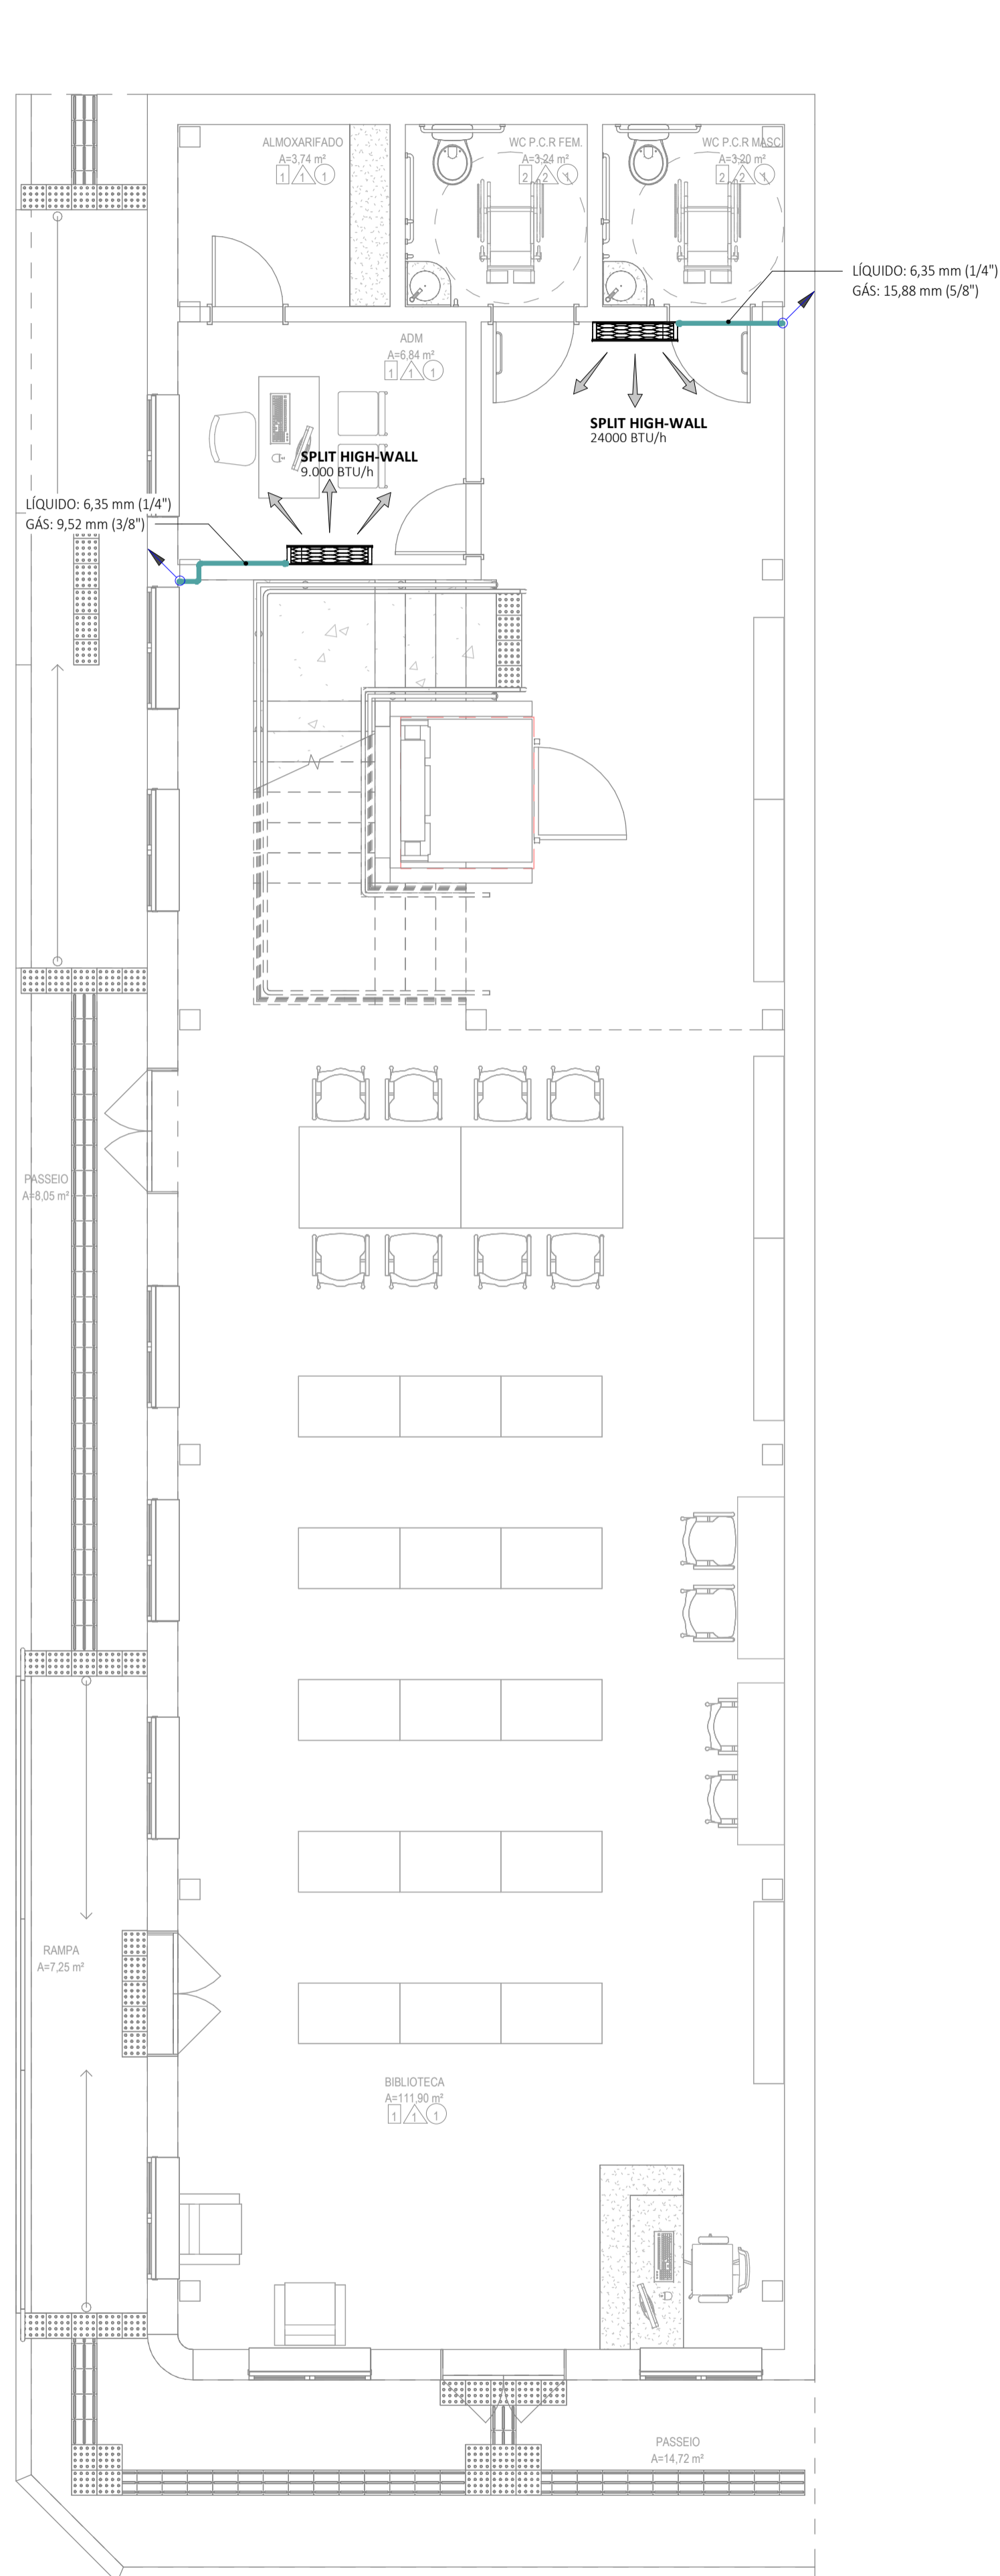 ALMOXARIFADO
A=3,74 m²
1 1 1
WC P.C.R FEM.
A=3,24 m²
2 2 1
WC P.C.R MASC.
A=3,20 m²
2 2 1
LÍQUIDO: 6,35 mm (1/4")
GÁS: 15,88 mm (5/8")
ADM
A=6,84 m²
1 1 1
SPLIT HIGH-WALL
24000 BTU/h
SPLIT HIGH-WALL
9.000 BTU/h
LÍQUIDO: 6,35 mm (1/4")
GÁS: 9,52 mm (3/8")
PASSEIO
A=8,05 m²
RAMPA
A=7,25 m²
BIBLIOTECA
A=111,90 m²
1 1 1
PASSEIO
A=14,72 m²